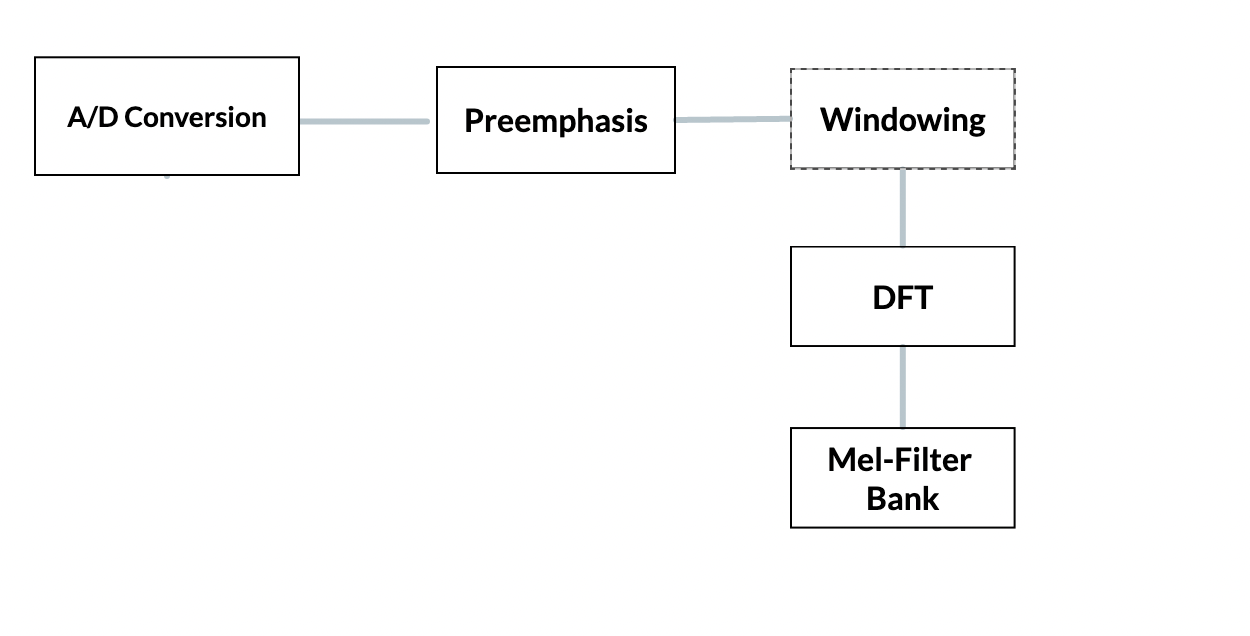 A/D Conversion
Preemphasis
Windowing
DFT
Mel-Filter
Bank